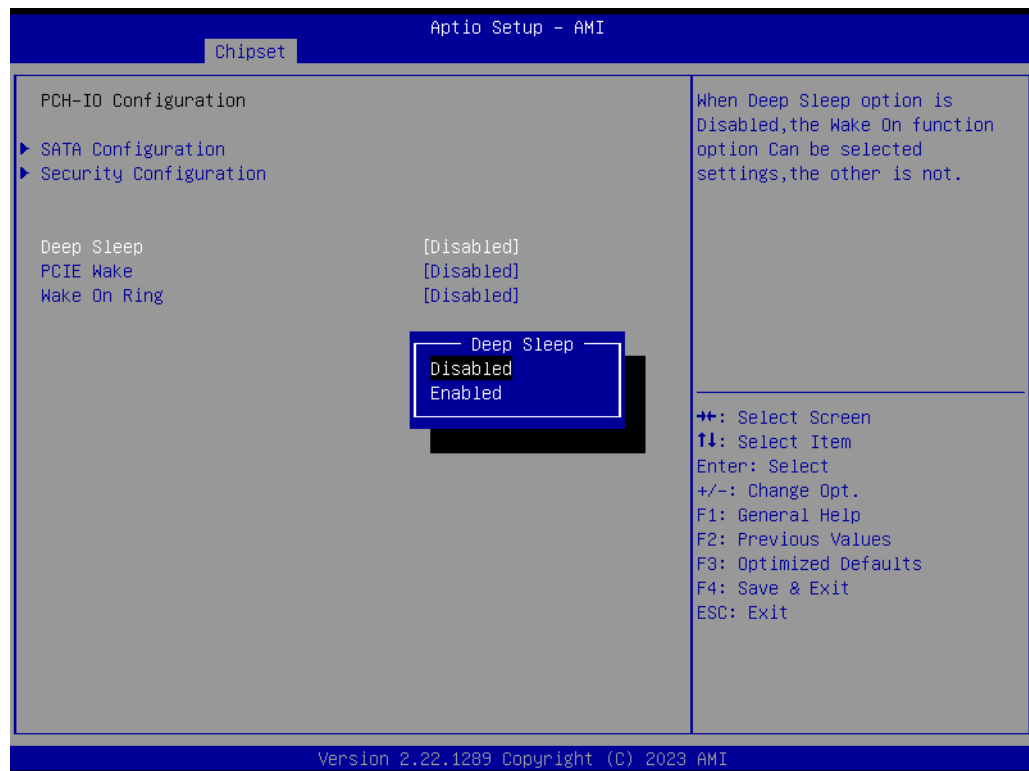 Aptio Setup - AMI
Chipset
PCH-IO Configuration
SATA Configuration
Security Configuration
Deep Sleep [Disabled]
PCIE Wake [Disabled]
Wake On Ring [Disabled]
Deep Sleep
Disabled
Enabled
When Deep Sleep option is
Disabled,the Wake On function
option Can be selected
settings,the other is not.
→←: Select Screen
↑↓: Select Item
Enter: Select
+/-: Change Opt.
F1: General Help
F2: Previous Values
F3: Optimized Defaults
F4: Save & Exit
ESC: Exit
Version 2.22.1289 Copyright (C) 2023 AMI